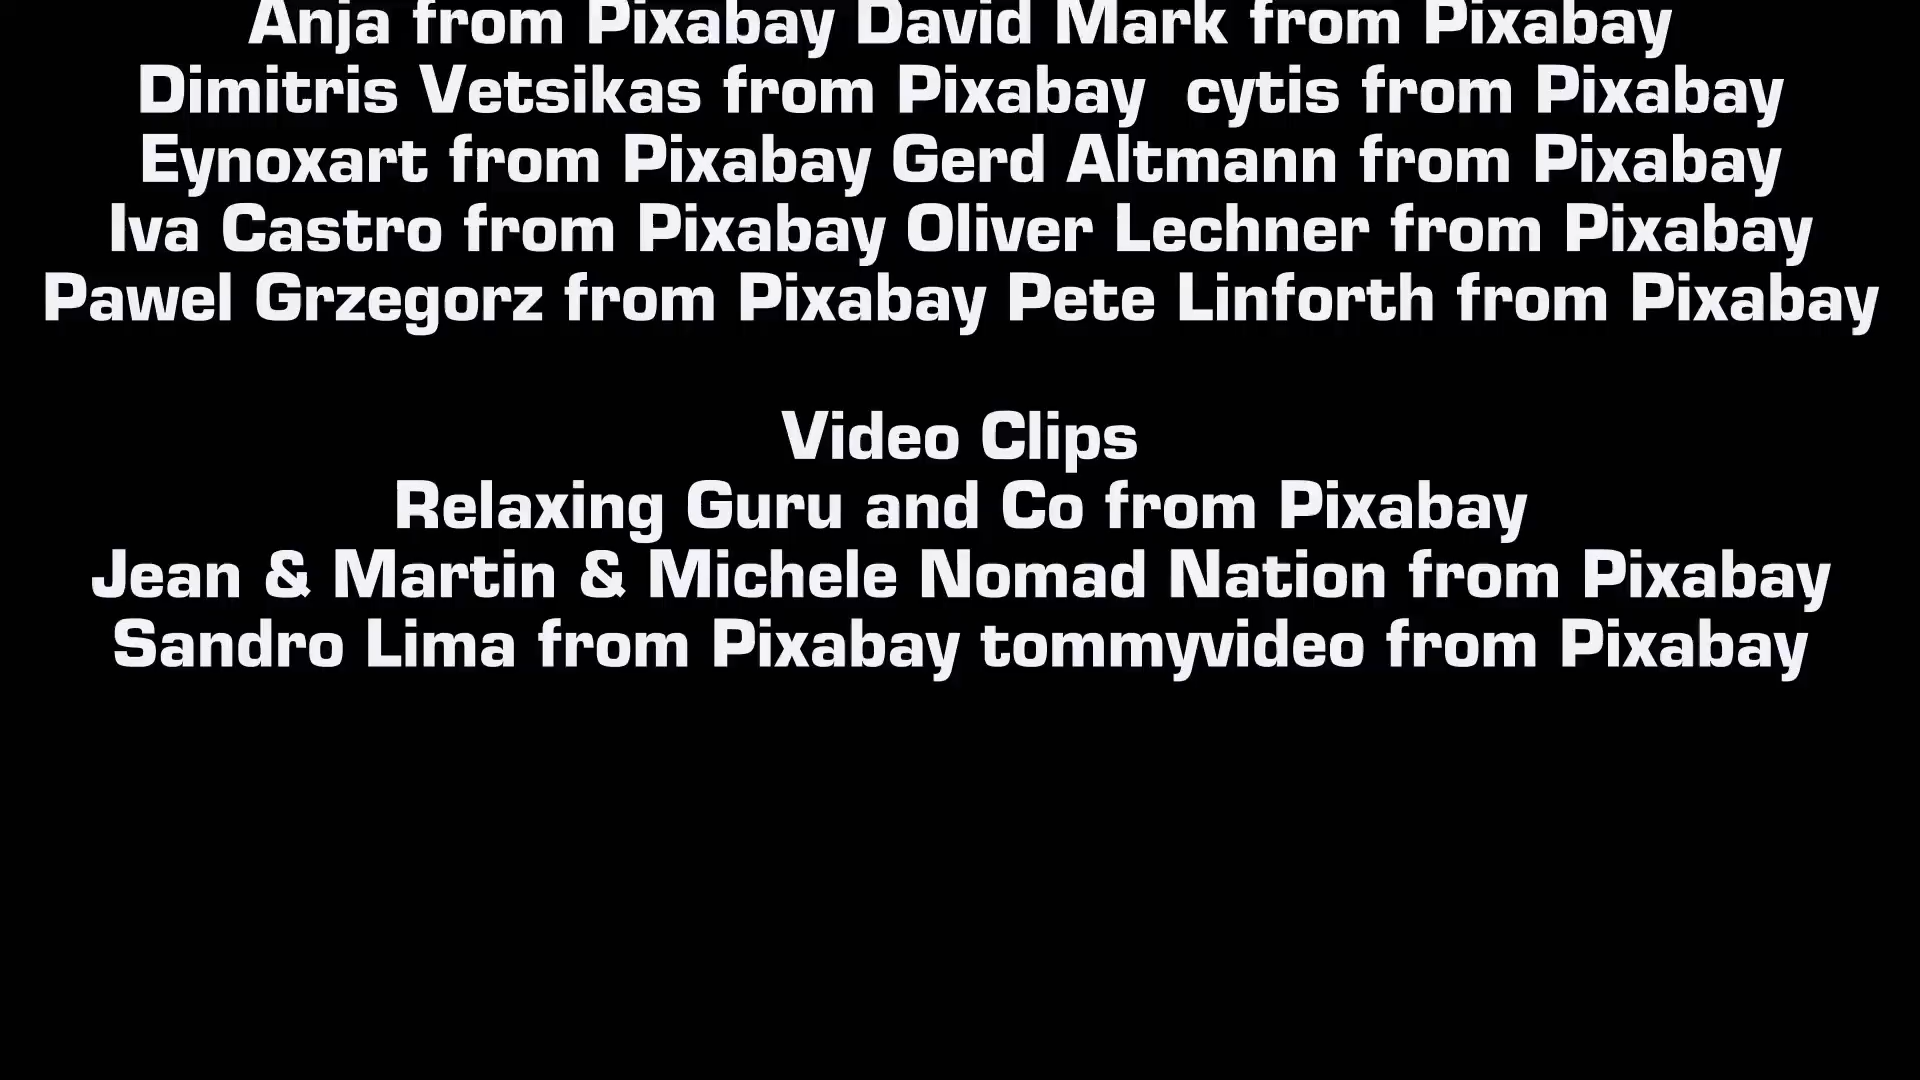 Anja from Pixabay David Mark from Pixabay
Dimitris Vetsikas from Pixabay  cytis from Pixabay
Eynoxart from Pixabay Gerd Altmann from Pixabay
Iva Castro from Pixabay Oliver Lechner from Pixabay
Pawel Grzegorz from Pixabay Pete Linforth from Pixabay
Video Clips
Relaxing Guru and Co from Pixabay
Jean & Martin & Michele Nomad Nation from Pixabay
Sandro Lima from Pixabay tommyvideo from Pixabay